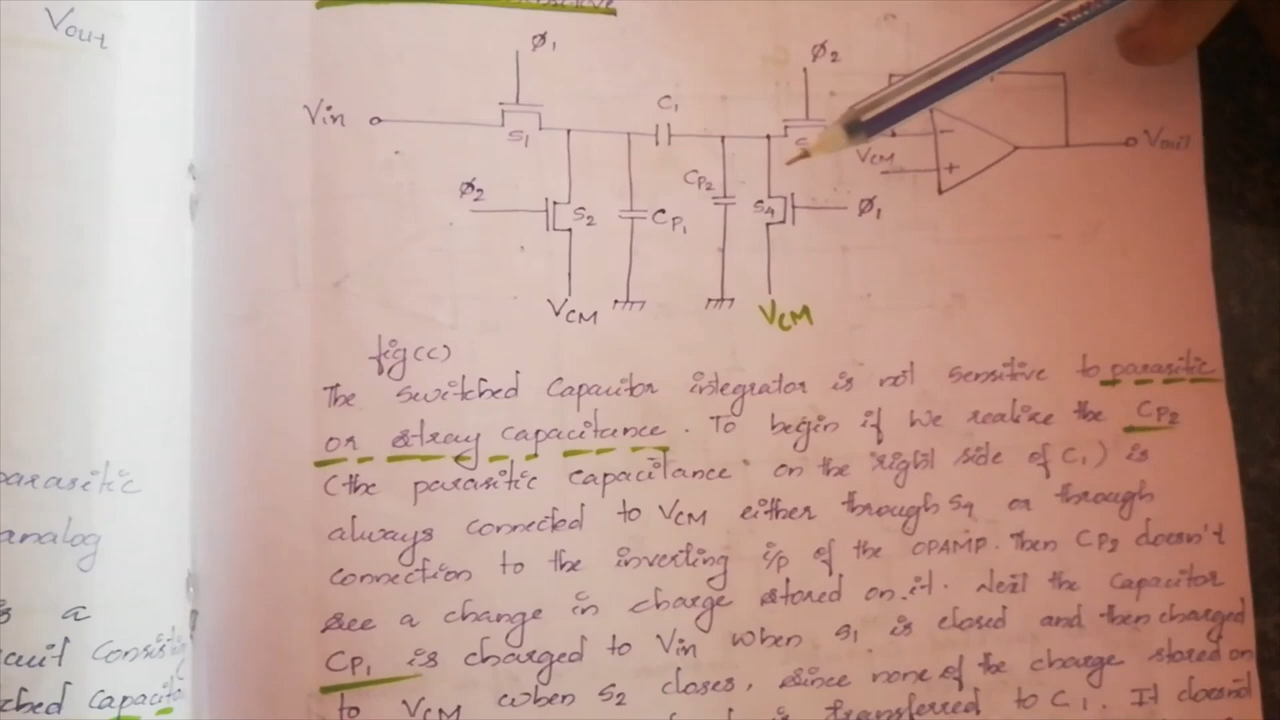 Vout
Vin
Ø1
S1
C1
Ø2
VCM
-
+
Vout
Ø2
S2
CP1
CP2
S4
Ø1
VCM
VCM
fig(c)
The switched capacitor integrator is not sensitive to parasitic
or stray capacitance. To begin if we realize the CP2
(the parasitic capacitance on the right side of C1) is
always connected to VCM either through S4 or through
connection to the inverting i/p of the OPAMP. Then CP2 doesn't
see a change in charge stored on it. Next the capacitor
CP1 is charged to Vin when S1 is closed and then charged
to VCM when S2 closes, since none of the charge stored on
transferred to C1. It doesn't
parasitic
analog
a